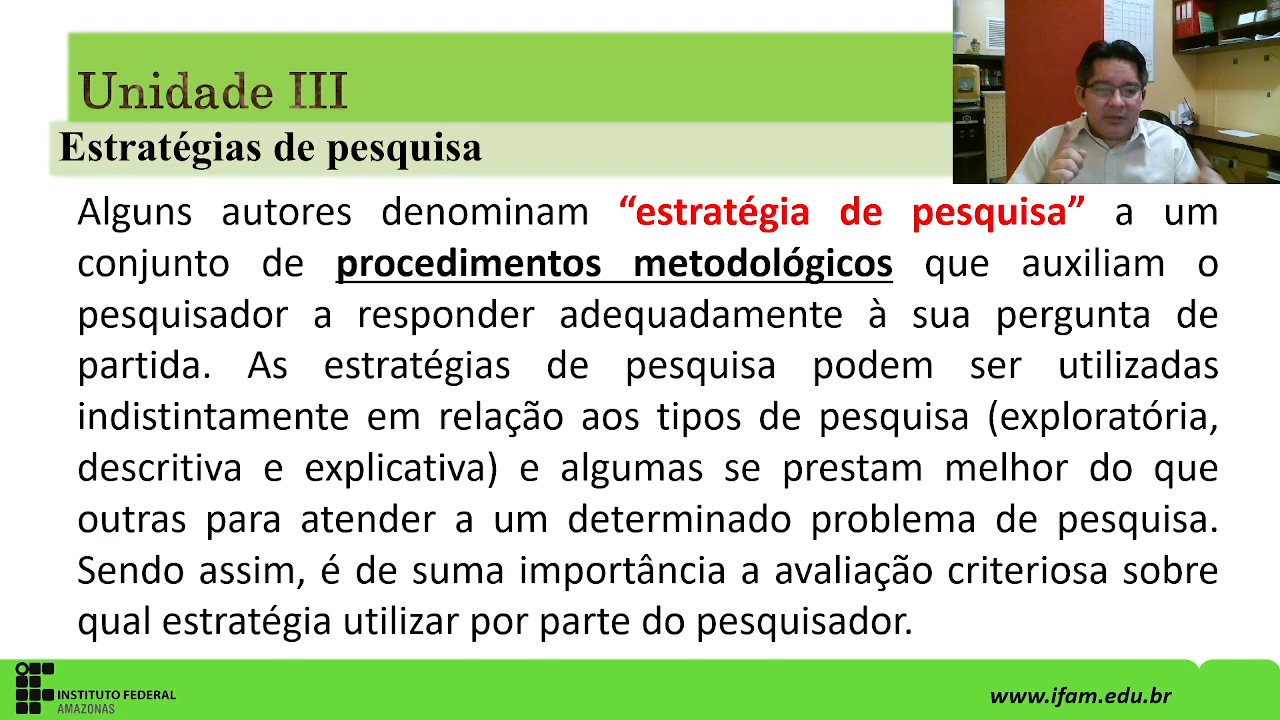 Unidade III
Estratégias de pesquisa
Alguns autores denominam “estratégia de pesquisa” a um
conjunto de procedimentos metodológicos que auxiliam o
pesquisador a responder adequadamente à sua pergunta de
partida. As estratégias de pesquisa podem ser utilizadas
indistintamente em relação aos tipos de pesquisa (exploratória,
descritiva e explicativa) e algumas se prestam melhor do que
outras para atender a um determinado problema de pesquisa.
Sendo assim, é de suma importância a avaliação criteriosa sobre
qual estratégia utilizar por parte do pesquisador.
INSTITUTO FEDERAL
AMAZONAS
www.ifam.edu.br